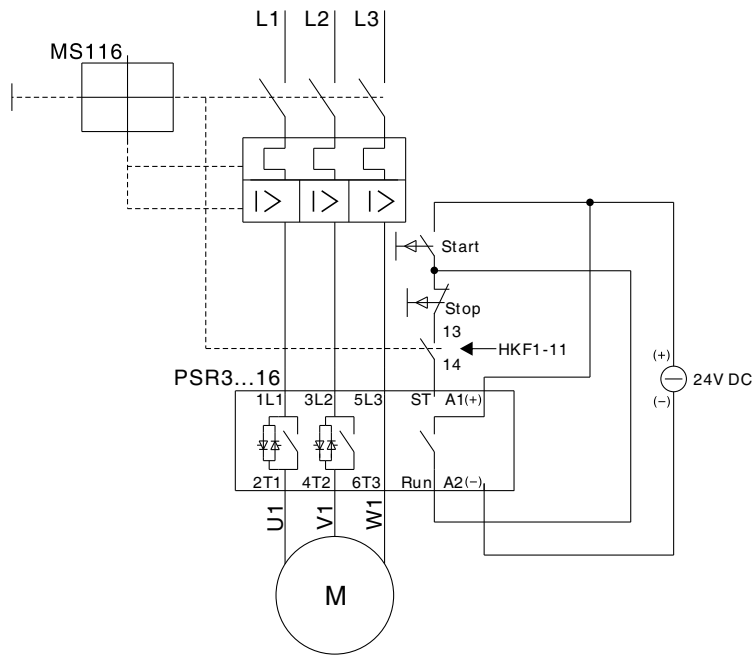 L1 L2 L3
MS116
I> I> I>
Start
Stop
13
HKF1-11
14
(+)
24V DC
(−)
PSR3...16
1L1 3L2 5L3 ST A1(+)
2T1 4T2 6T3 Run A2(−)
U1 V1 W1
M